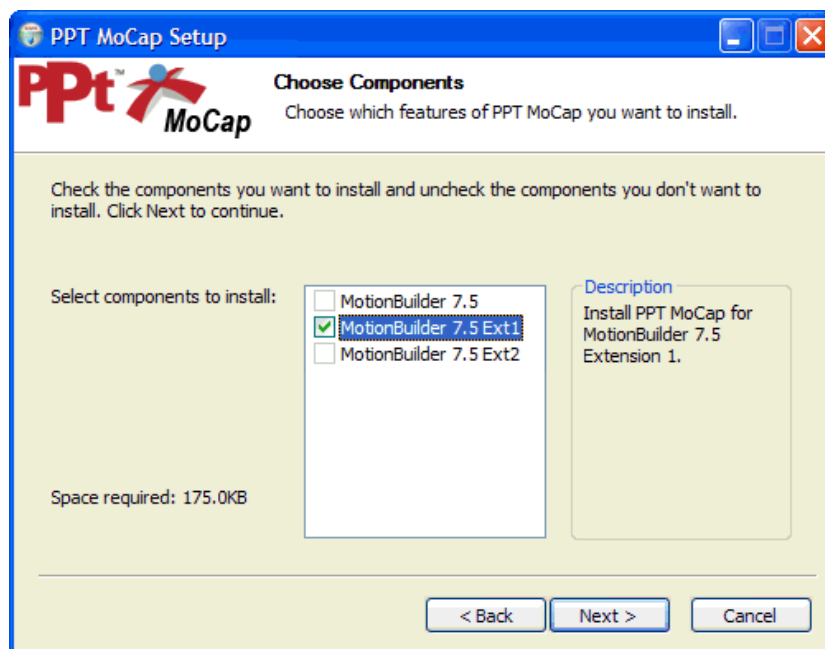 PPT MoCap Setup
PPt™ MoCap
Choose Components
Choose which features of PPT MoCap you want to install.
Check the components you want to install and uncheck the components you don't want to
install. Click Next to continue.
Select components to install:
MotionBuilder 7.5
MotionBuilder 7.5 Ext1
MotionBuilder 7.5 Ext2
Description
Install PPT MoCap for
MotionBuilder 7.5
Extension 1.
Space required: 175.0KB
< Back
Next >
Cancel